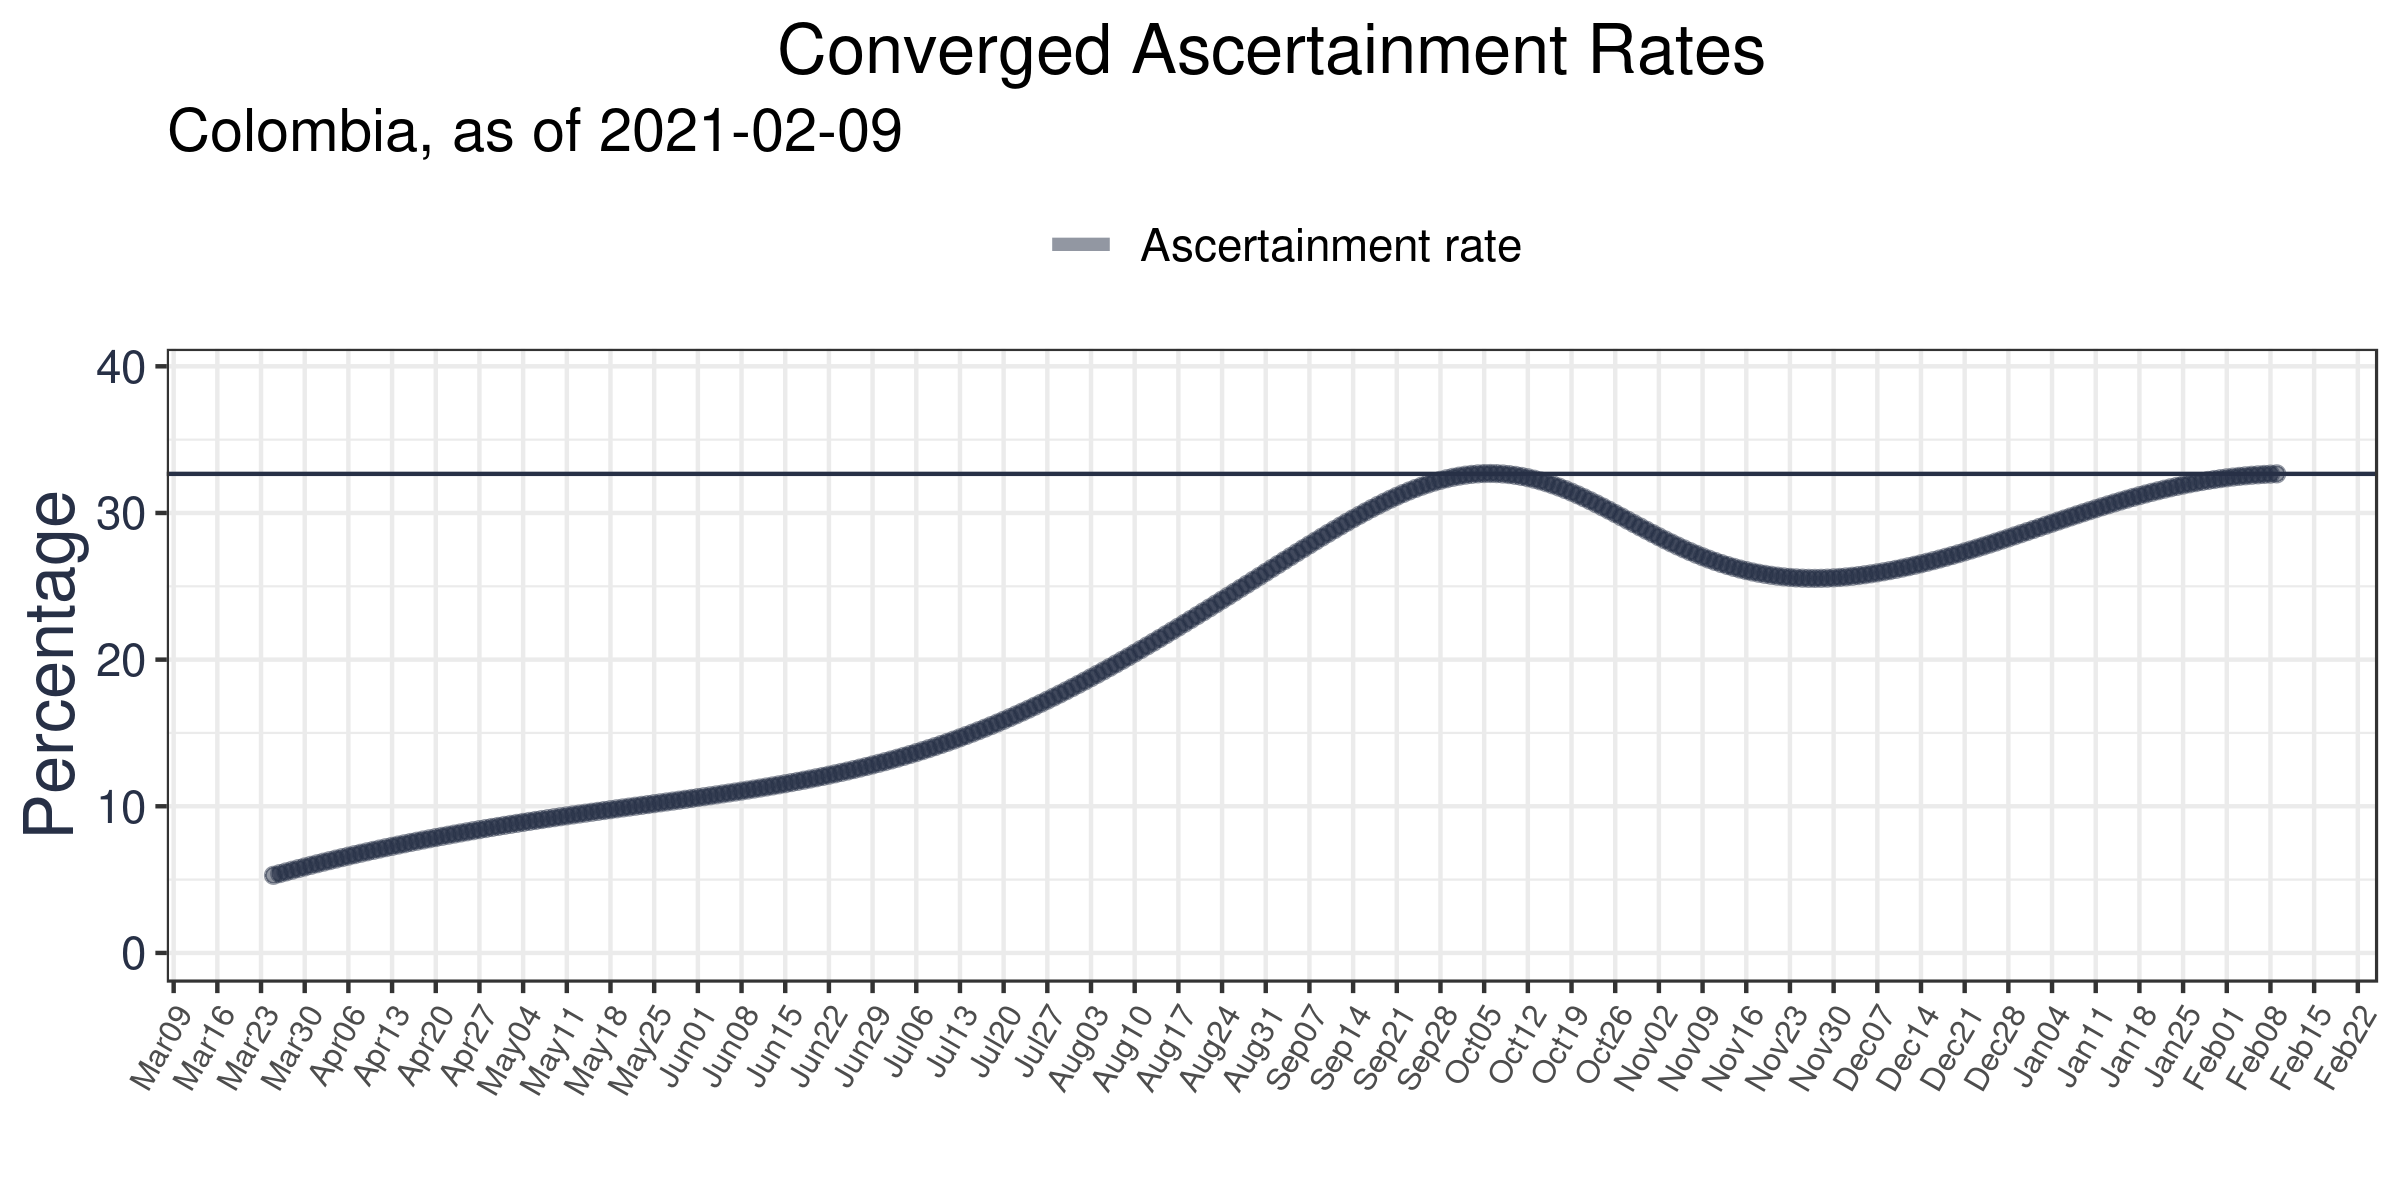 Converged Ascertainment Rates
Colombia, as of 2021-02-09
Ascertainment rate
Percentage
40
30
20
10
0
Mar09 Mar16 Mar23 Mar30 Apr06 Apr13 Apr20 Apr27 May04 May11 May18 May25 Jun01 Jun08 Jun15 Jun22 Jun29 Jul06 Jul13 Jul20 Jul27 Aug03 Aug10 Aug17 Aug24 Aug31 Sep07 Sep14 Sep21 Sep28 Oct05 Oct12 Oct19 Oct26 Nov02 Nov09 Nov16 Nov23 Nov30 Dec07 Dec14 Dec21 Dec28 Jan04 Jan11 Jan18 Jan25 Feb01 Feb08 Feb15 Feb22